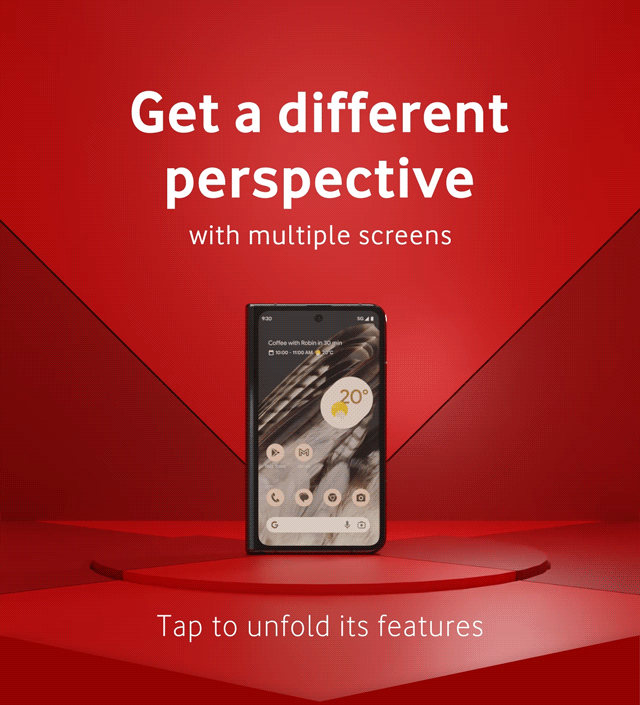 Get a different
perspective
with multiple screens
9:30
5G
Coffee with Robin in 30 min
10:00 - 11:00 AM
20°
G
Tap to unfold its features